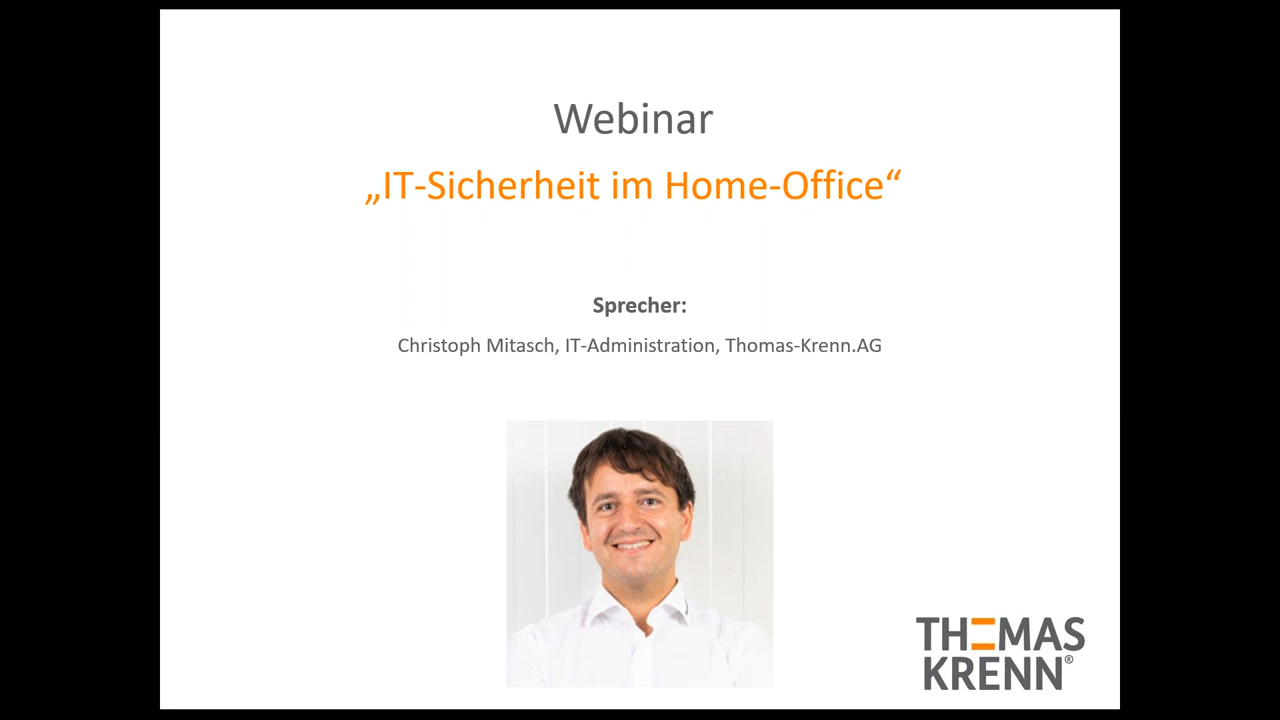 Webinar
„IT-Sicherheit im Home-Office“
Sprecher:
Christoph Mitasch, IT-Administration, Thomas-Krenn.AG
THOMAS
KRENN®